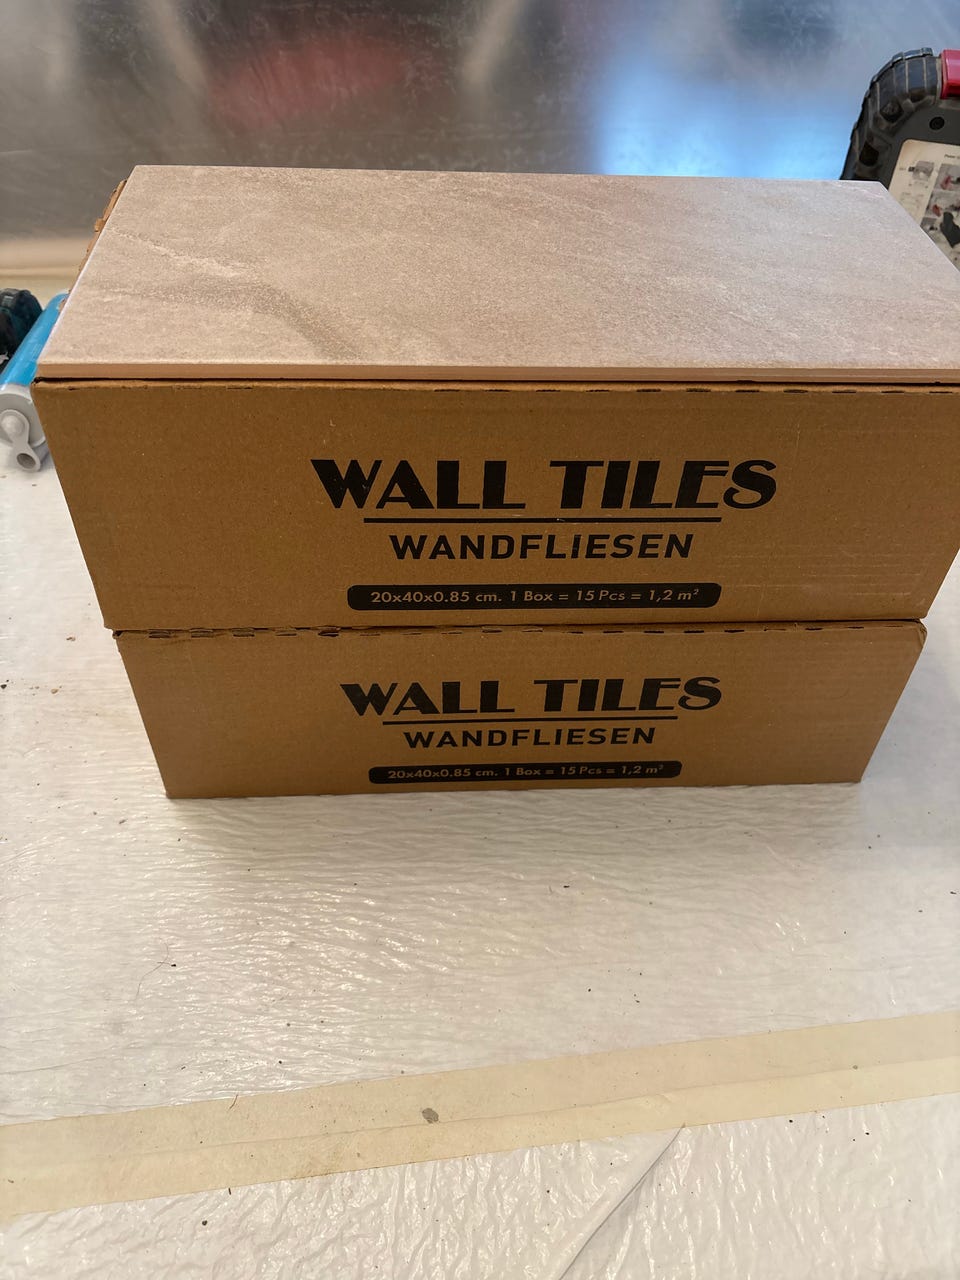 WALL TILES
WANDFLIESEN
20x40x0.85 cm. 1 Box = 15 Pcs = 1,2 m²
WALL TILES
WANDFLIESEN
20x40x0.85 cm. 1 Box = 15 Pcs = 1,2 m²